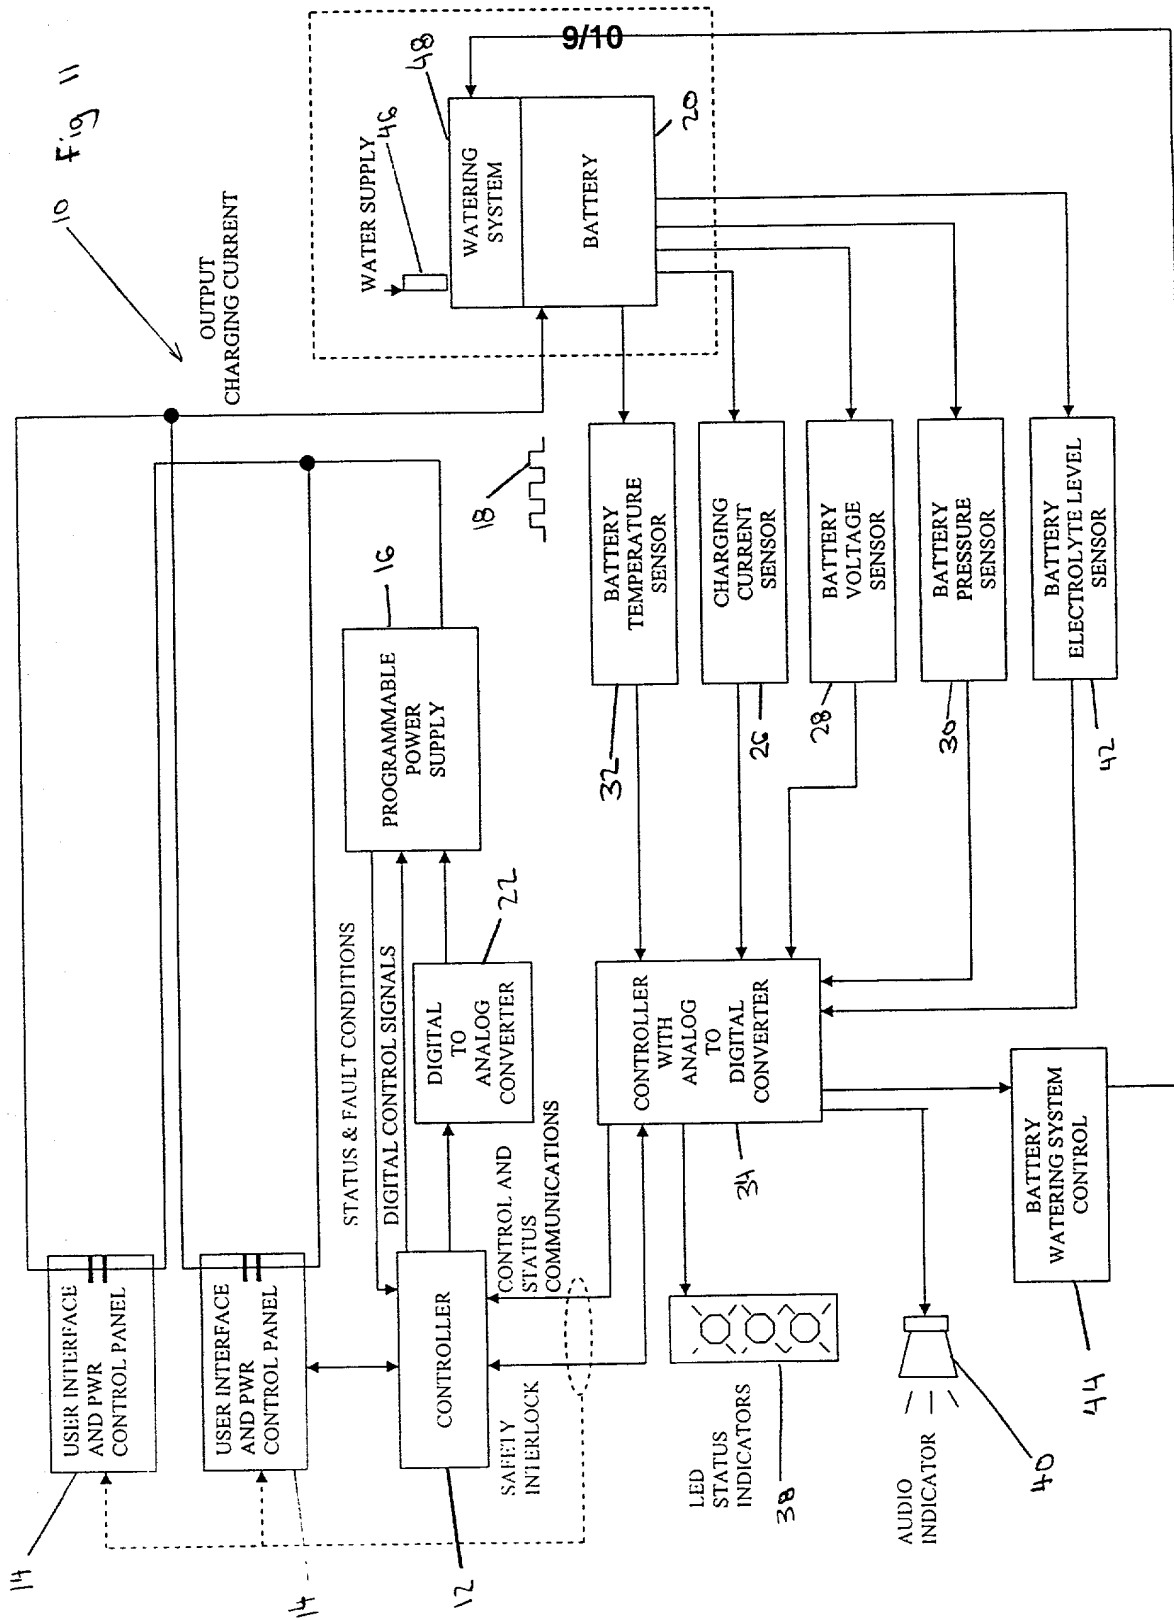 9/10
10
Fig 11
OUTPUT
CHARGING CURRENT
WATER SUPPLY
46
48
WATERING
SYSTEM
BATTERY
20
18
16
PROGRAMMABLE
POWER
SUPPLY
STATUS & FAULT CONDITIONS
DIGITAL CONTROL SIGNALS
22
DIGITAL
TO
ANALOG
CONVERTER
USER INTERFACE
AND PWR
CONTROL PANEL
14
USER INTERFACE
AND PWR
CONTROL PANEL
14
CONTROLLER
12
CONTROL AND
STATUS
COMMUNICATIONS
SAFETY
INTERLOCK
BATTERY
TEMPERATURE
SENSOR
32
CHARGING
CURRENT
SENSOR
26
BATTERY
VOLTAGE
SENSOR
28
BATTERY
PRESSURE
SENSOR
30
BATTERY
ELECTROLYTE LEVEL
SENSOR
42
CONTROLLER
WITH
ANALOG
TO
DIGITAL
CONVERTER
34
LED
STATUS
INDICATORS
38
AUDIO
INDICATOR
40
BATTERY
WATERING SYSTEM
CONTROL
44